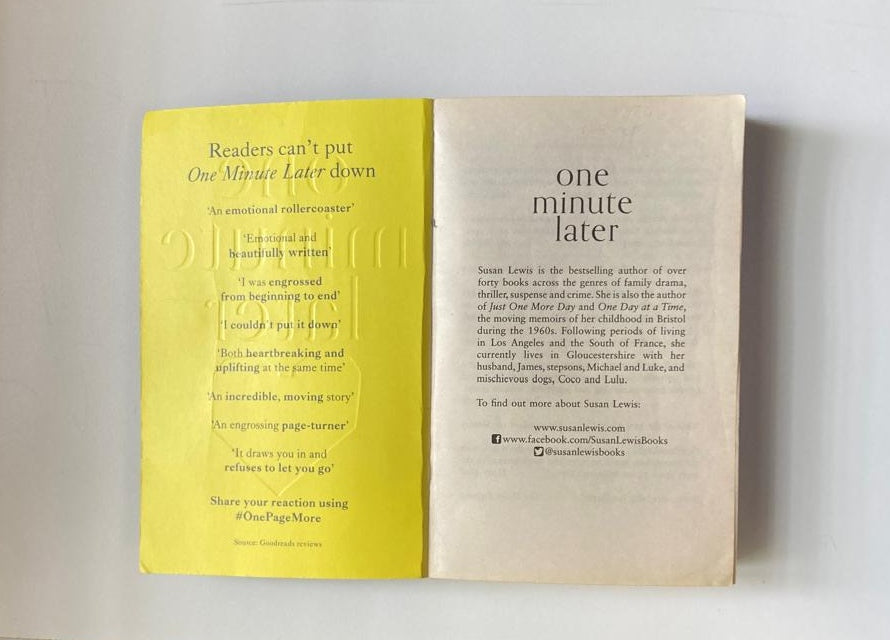 Readers can't put
One Minute Later down
'An emotional rollercoaster'
'Emotional and
beautifully written'
'I was engrossed
from beginning to end'
'I couldn't put it down'
'Both heartbreaking and
uplifting at the same time'
'An incredible, moving story'
'An engrossing page-turner'
'It draws you in and
refuses to let you go'
Share your reaction using
#OnePageMore
Source: Goodreads reviews
one
minute
later
Susan Lewis is the bestselling author of over
forty books across the genres of family drama,
thriller, suspense and crime. She is also the author
of Just One More Day and One Day at a Time,
the moving memoirs of her childhood in Bristol
during the 1960s. Following periods of living
in Los Angeles and the South of France, she
currently lives in Gloucestershire with her
husband, James, stepsons, Michael and Luke, and
mischievous dogs, Coco and Lulu.
To find out more about Susan Lewis:
www.susanlewis.com
www.facebook.com/SusanLewisBooks
@susanlewisbooks